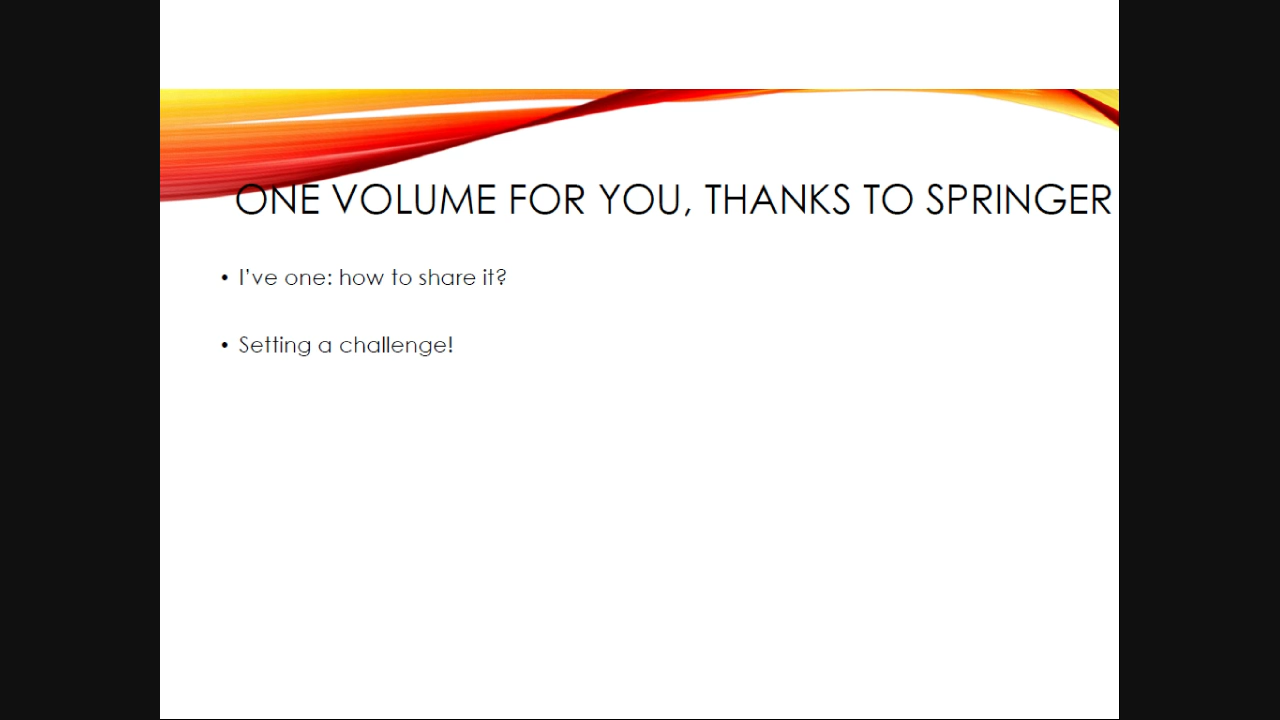 ONE VOLUME FOR YOU, THANKS TO SPRINGER
• I've one: how to share it?
• Setting a challenge!